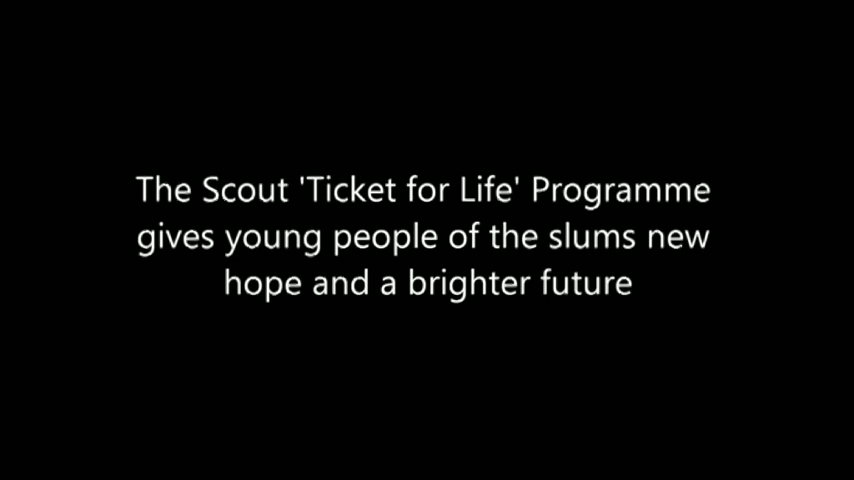 The Scout 'Ticket for Life' Programme
gives young people of the slums new
hope and a brighter future